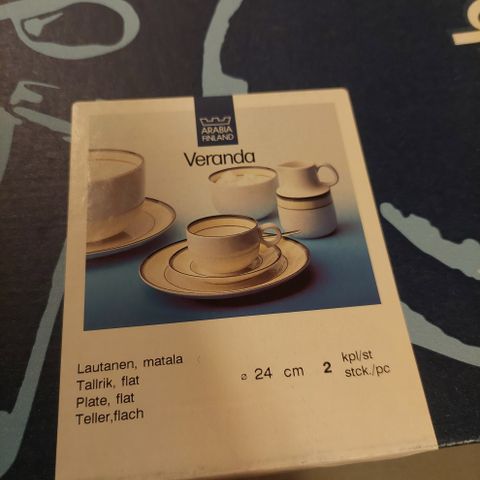 ARABIA
FINLAND
Veranda
Lautanen, matala
Tallrik, flat
Plate, flat
Teller,flach
ø 24 cm 2 kpl/st
stck./pc